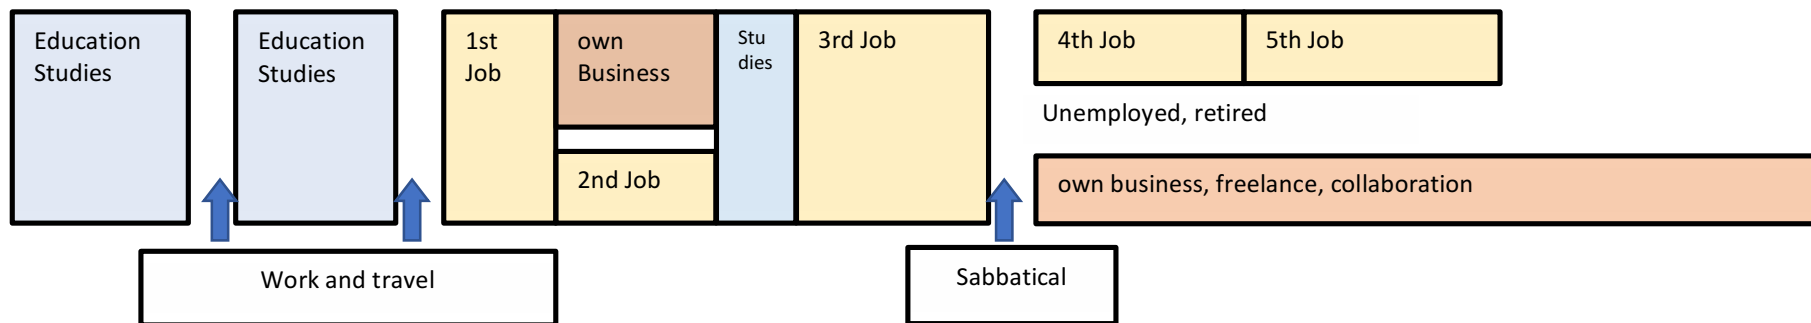 Education
Studies
Education
Studies
1st
Job
own
Business
2nd Job
Stu
dies
3rd Job
4th Job
5th Job
Unemployed, retired
own business, freelance, collaboration
Work and travel
Sabbatical